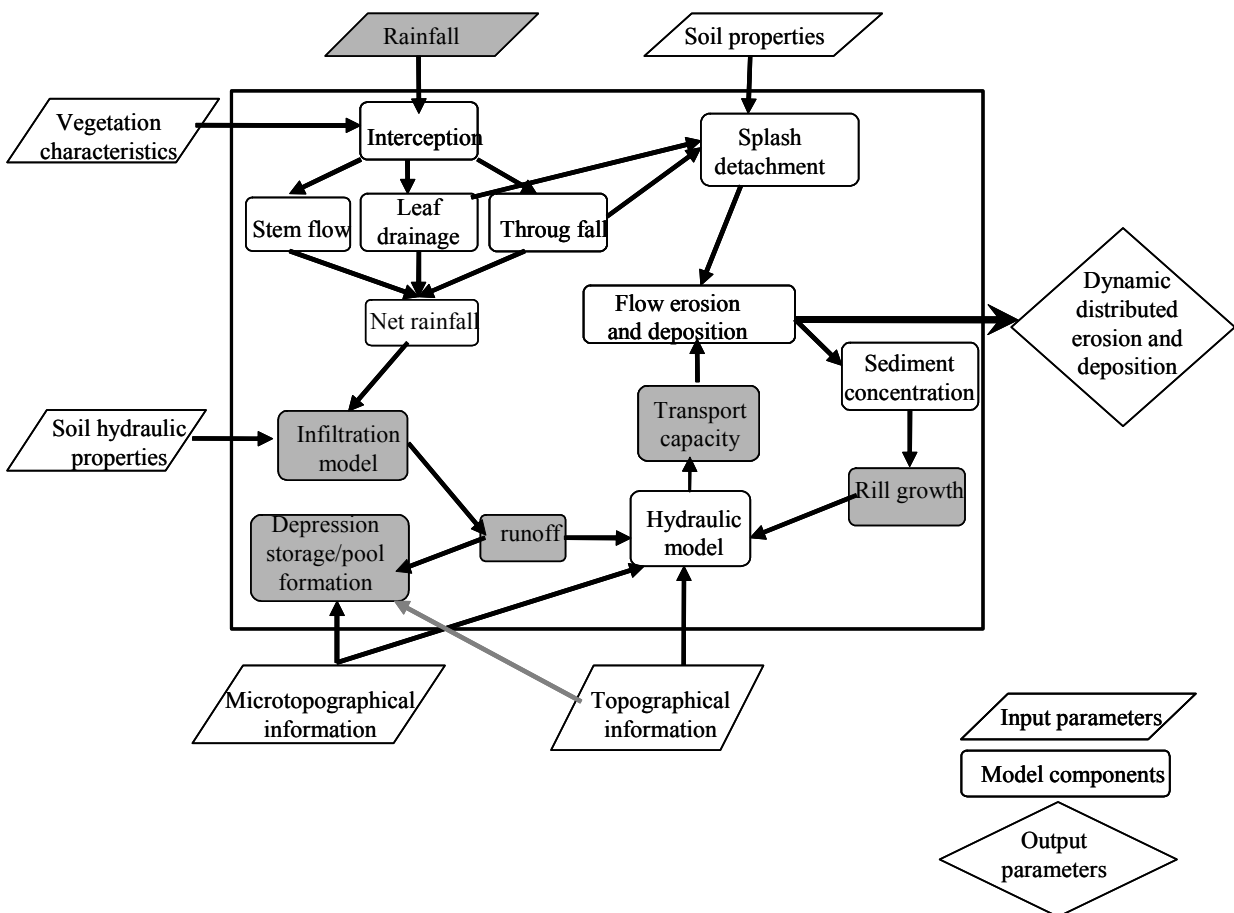 Rainfall
Soil properties
Vegetation
characteristics
Interception
Splash
detachment
Stem flow
Leaf
drainage
Throug fall
Net rainfall
Flow erosion
and deposition
Dynamic
distributed
erosion and
deposition
Sediment
concentration
Soil hydraulic
properties
Infiltration
model
Transport
capacity
Rill growth
Depression
storage/pool
formation
runoff
Hydraulic
model
Microtopographical
information
Topographical
information
Input parameters
Model components
Output
parameters